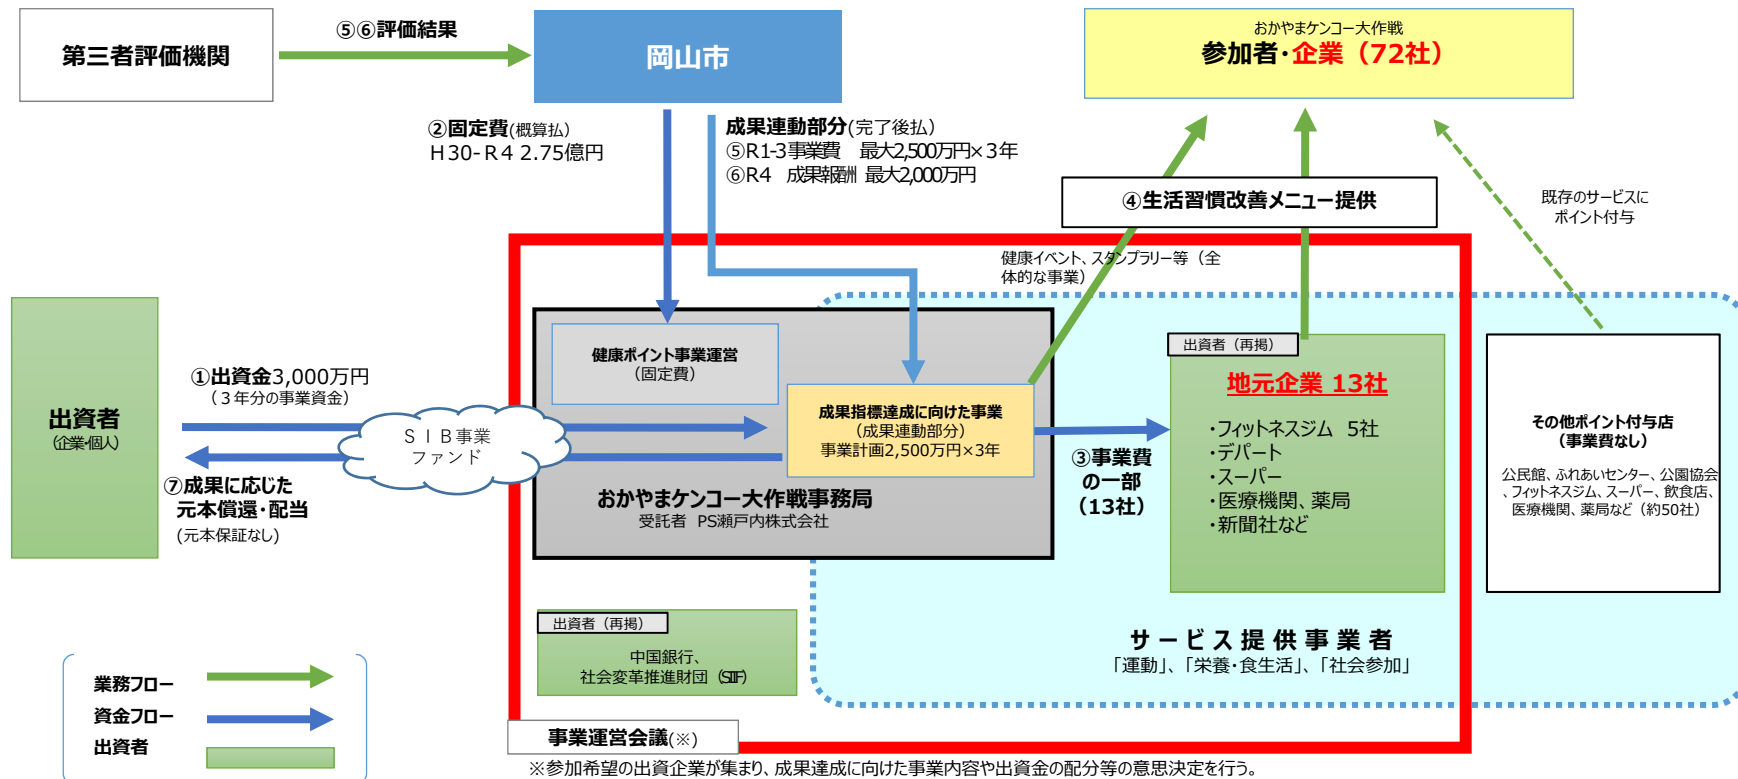 第三者評価機関
⑤⑥評価結果
岡山市
おかやまケンコー大作戦
参加者・企業（72社）
②固定費(概算払)
Ｈ30-Ｒ４ 2.75億円
成果連動部分(完了後払)
⑤R1-3事業費　最大2,500万円×３年
⑥R4　成果報酬 最大2,000万円
④生活習慣改善メニュー提供
既存のサービスに
ポイント付与
健康イベント、スタンプラリー等（全
体的な事業）
出資者
(企業・個人)
①出資金3,000万円
（３年分の事業資金）
ＳＩＢ事業
ファンド
⑦成果に応じた
元本償還・配当
(元本保証なし)
健康ポイント事業運営
（固定費）
成果指標達成に向けた事業
（成果連動部分）
事業計画2,500万円×3年
おかやまケンコー大作戦事務局
受託者 PS瀬戸内株式会社
③事業費
の一部
（13社）
出資者（再掲）
地元企業 13社
・フィットネスジム　5社
・デパート
・スーパー
・医療機関、薬局
・新聞社など
その他ポイント付与店
（事業費なし）
公民館、ふれあいセンター、公園協会
、フィットネスジム、スーパー、飲食店、
医療機関、薬局など（約50社）
出資者（再掲）
中国銀行、
社会変革推進財団（SIIF）
サービス提供事業者
「運動」、「栄養・食生活」、「社会参加」
業務フロー
資金フロー
出資者
事業運営会議(※)
※参加希望の出資企業が集まり、成果達成に向けた事業内容や出資金の配分等の意思決定を行う。